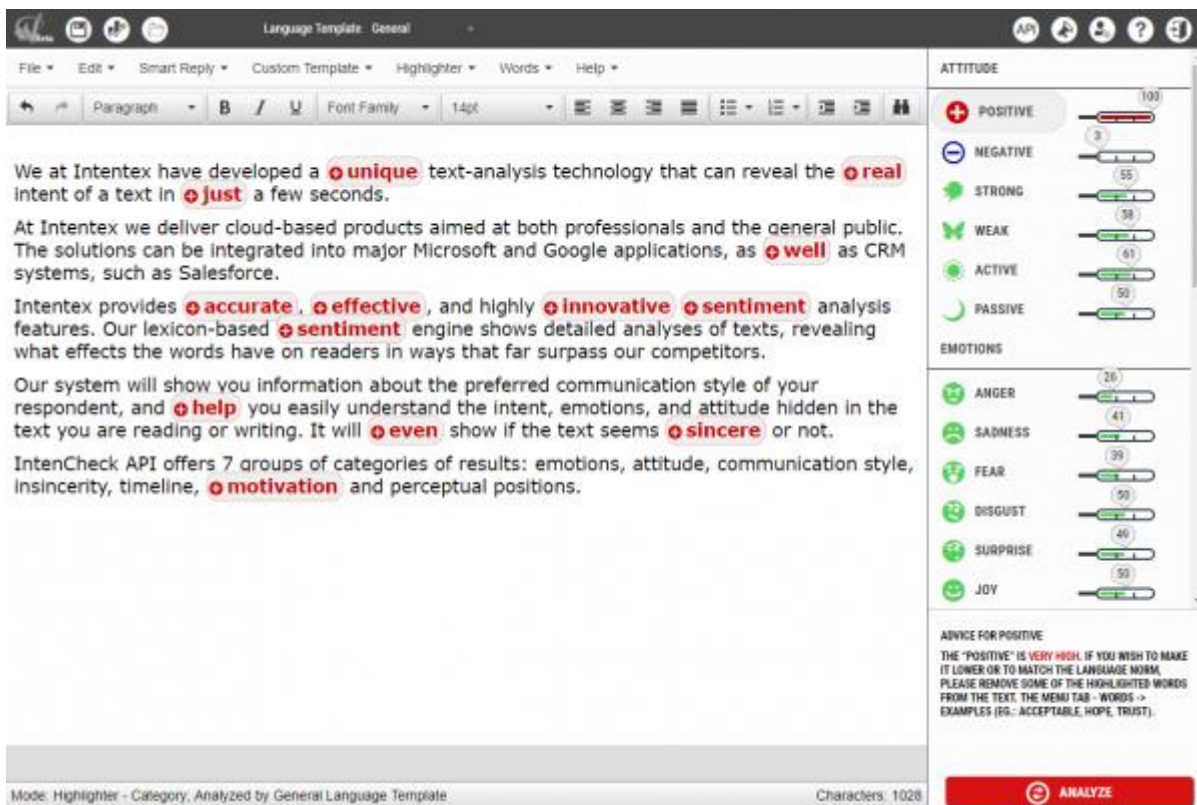 Language Template General
API
?
File Edit Smart Reply Custom Template Highlighter Words Help
Paragraph B I U Font Family 14pt
We at Intentex have developed a unique text-analysis technology that can reveal the real
intent of a text in just a few seconds.
At Intentex we deliver cloud-based products aimed at both professionals and the general public.
The solutions can be integrated into major Microsoft and Google applications, as well as CRM
systems, such as Salesforce.
Intentex provides accurate, effective, and highly innovative sentiment analysis
features. Our lexicon-based sentiment engine shows detailed analyses of texts, revealing
what effects the words have on readers in ways that far surpass our competitors.
Our system will show you information about the preferred communication style of your
respondent, and help you easily understand the intent, emotions, and attitude hidden in the
text you are reading or writing. It will even show if the text seems sincere or not.
IntenCheck API offers 7 groups of categories of results: emotions, attitude, communication style,
insincerity, timeline, motivation and perceptual positions.
Mode: Highlighter - Category, Analyzed by General Language Template
Characters: 1028
ATTITUDE
POSITIVE 100
NEGATIVE 3
STRONG 55
WEAK 58
ACTIVE 61
PASSIVE 50
EMOTIONS
ANGER 26
SADNESS 41
FEAR 39
DISGUST 50
SURPRISE 49
JOY 50
ADVICE FOR POSITIVE
THE "POSITIVE" IS VERY HIGH. IF YOU WISH TO MAKE
IT LOWER OR TO MATCH THE LANGUAGE NORM,
PLEASE REMOVE SOME OF THE HIGHLIGHTED WORDS
FROM THE TEXT. THE MENU TAB - WORDS ->
EXAMPLES (EG.: ACCEPTABLE, HOPE, TRUST).
ANALYZE